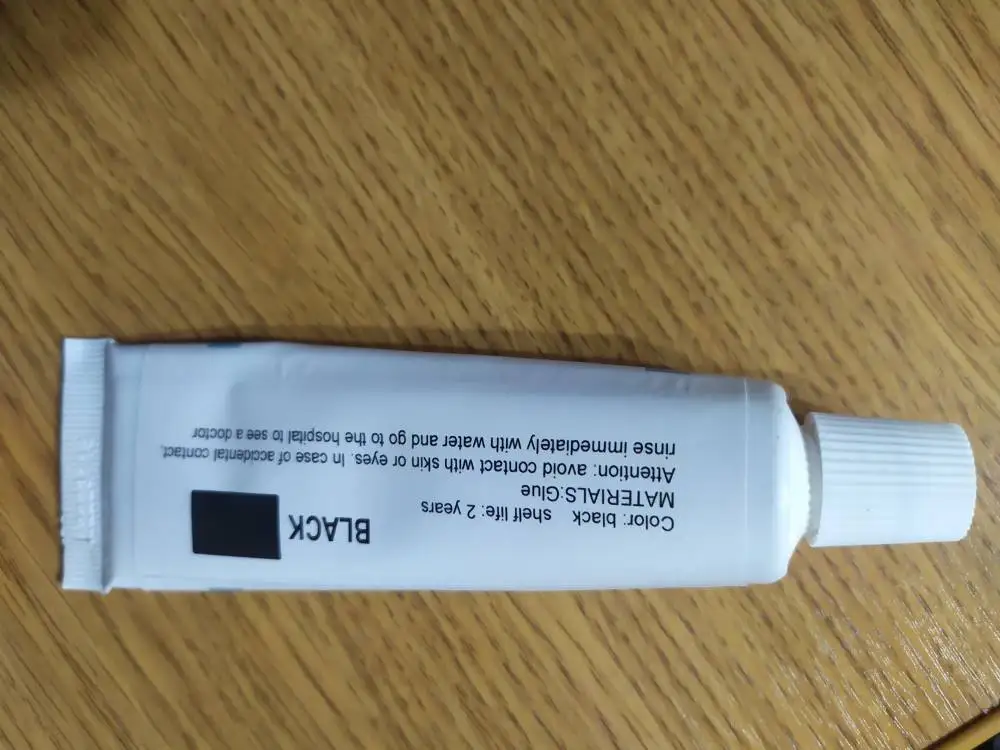 Color: black shelf life: 2 years
BLACK
MATERIALS:Glue
Attention: avoid contact with skin or eyes. In case of accidental contact,
rinse immediately with water and go to the hospital to see a doctor